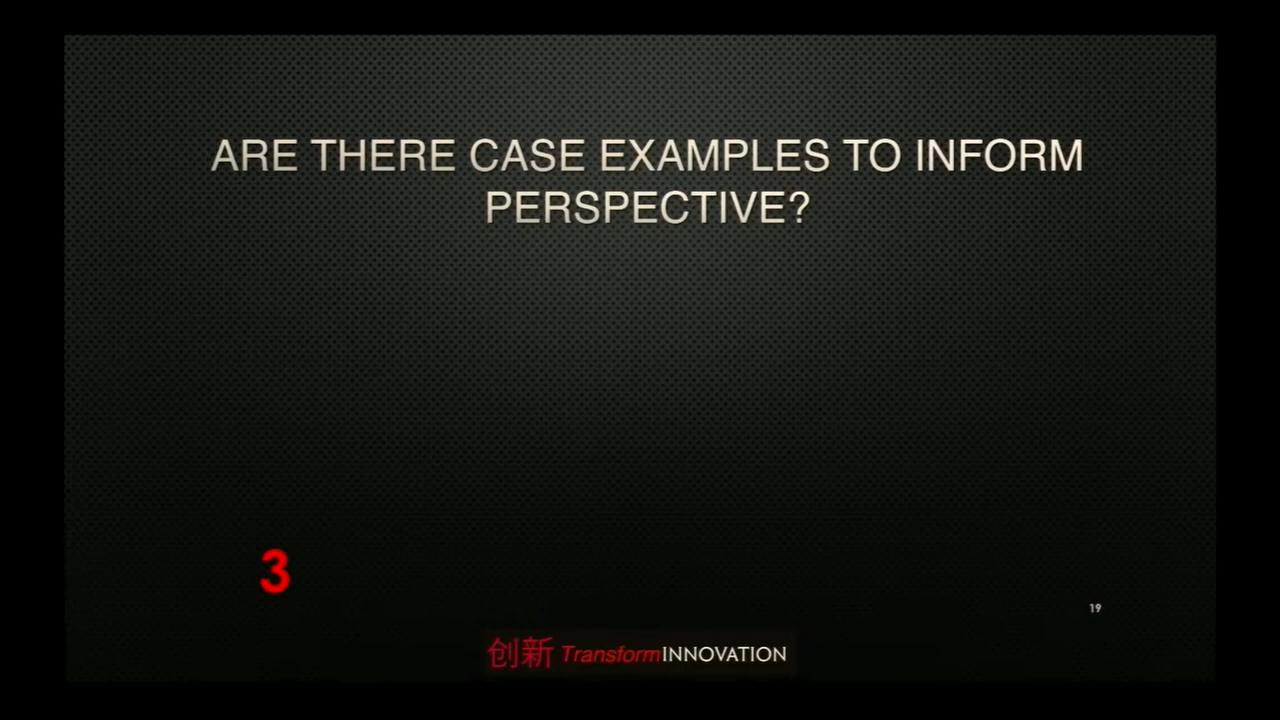 ARE THERE CASE EXAMPLES TO INFORM
PERSPECTIVE?
3
19
创新 TransformINNOVATION